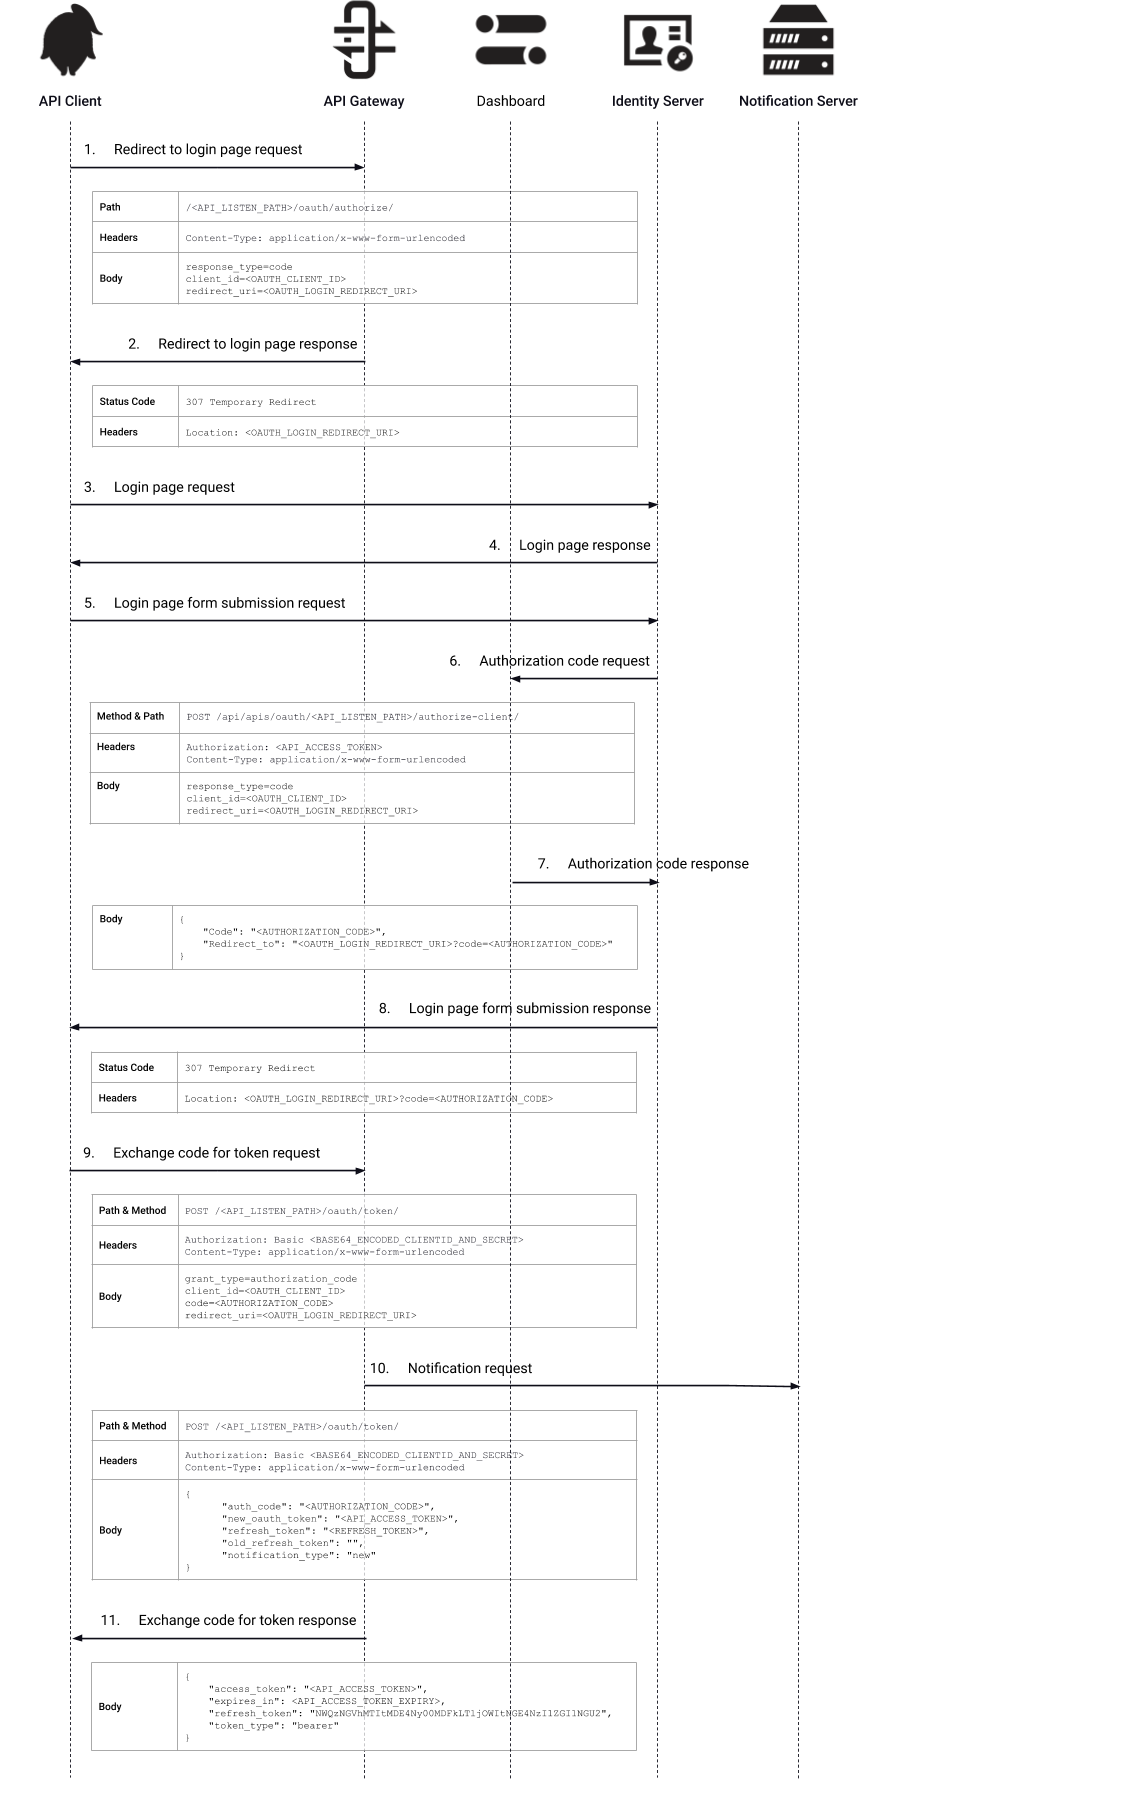 API Client
API Gateway
Dashboard
Identity Server
Notification Server
1. Redirect to login page request
Path
/<API_LISTEN_PATH>/oauth/authorize/
Headers
Content-Type: application/x-www-form-urlencoded
Body
response_type=code
client_id=<OAUTH_CLIENT_ID>
redirect_uri=<OAUTH_LOGIN_REDIRECT_URI>
2. Redirect to login page response
Status Code
307 Temporary Redirect
Headers
Location: <OAUTH_LOGIN_REDIRECT_URI>
3. Login page request
4. Login page response
5. Login page form submission request
6. Authorization code request
Method & Path
POST /api/apis/oauth/<API_LISTEN_PATH>/authorize-client/
Headers
Authorization: <API_ACCESS_TOKEN>
Content-Type: application/x-www-form-urlencoded
Body
response_type=code
client_id=<OAUTH_CLIENT_ID>
redirect_uri=<OAUTH_LOGIN_REDIRECT_URI>
7. Authorization code response
Body
{
"Code": "<AUTHORIZATION_CODE>",
"Redirect_to": "<OAUTH_LOGIN_REDIRECT_URI>?code=<AUTHORIZATION_CODE>"
}
8. Login page form submission response
Status Code
307 Temporary Redirect
Headers
Location: <OAUTH_LOGIN_REDIRECT_URI>?code=<AUTHORIZATION_CODE>
9. Exchange code for token request
Path & Method
POST /<API_LISTEN_PATH>/oauth/token/
Headers
Authorization: Basic <BASE64_ENCODED_CLIENTID_AND_SECRET>
Content-Type: application/x-www-form-urlencoded
Body
grant_type=authorization_code
client_id=<OAUTH_CLIENT_ID>
code=<AUTHORIZATION_CODE>
redirect_uri=<OAUTH_LOGIN_REDIRECT_URI>
10. Notification request
Path & Method
POST /<API_LISTEN_PATH>/oauth/token/
Headers
Authorization: Basic <BASE64_ENCODED_CLIENTID_AND_SECRET>
Content-Type: application/x-www-form-urlencoded
Body
{
"auth_code": "<AUTHORIZATION_CODE>",
"new_oauth_token": "<API_ACCESS_TOKEN>",
"refresh_token": "<REFRESH_TOKEN>",
"old_refresh_token": "",
"notification_type": "new"
}
11. Exchange code for token response
Body
{
"access_token": "<API_ACCESS_TOKEN>",
"expires_in": <API_ACCESS_TOKEN_EXPIRY>,
"refresh_token":
"token_type": "bearer"
}